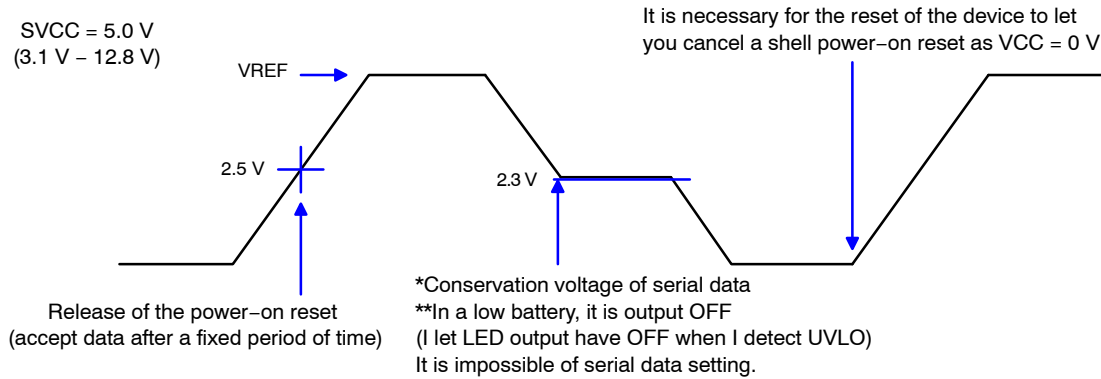 SVCC = 5.0 V
(3.1 V − 12.8 V)
It is necessary for the reset of the device to let
you cancel a shell power−on reset as VCC = 0 V
VREF
2.5 V
2.3 V
Release of the power−on reset
(accept data after a fixed period of time)
*Conservation voltage of serial data
**In a low battery, it is output OFF
(I let LED output have OFF when I detect UVLO)
It is impossible of serial data setting.